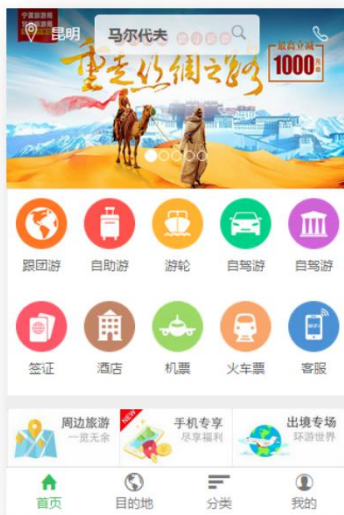 昆明
马尔代夫
重走丝绸之路
最高立减
1000
跟团游
自助游
游轮
自驾游
自驾游
签证
酒店
机票
火车票
客服
WiFi
周边旅游
一览无余
NEW
手机专享
尽享福利
出境专场
环游世界
首页
目的地
分类
我的